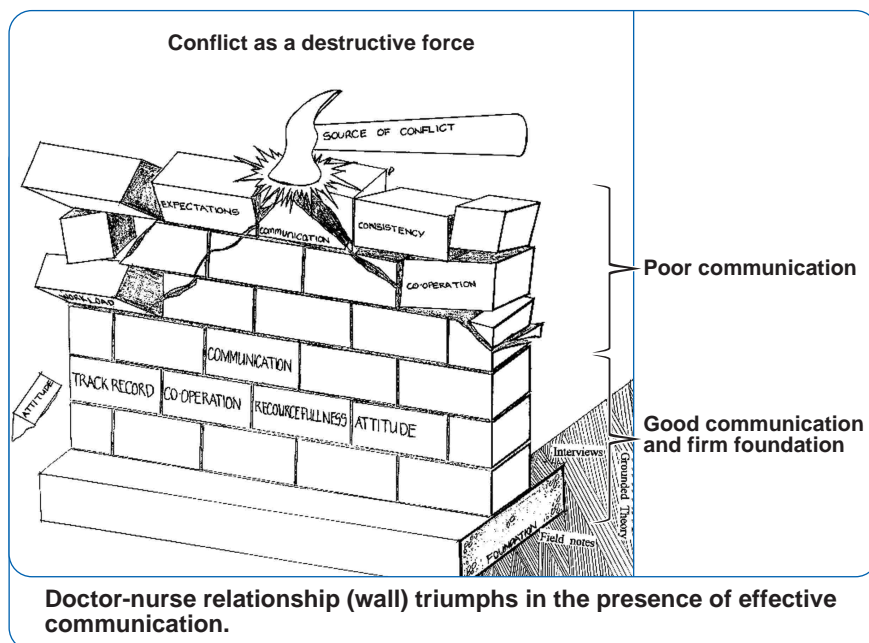 Conflict as a destructive force
SOURCE OF CONFLICT
EXPECTATIONS
COMMUNICATION
CONSISTENCY
CO-OPERATION
WORKLOAD
Poor communication
COMMUNICATION
TRACK RECORD
CO-OPERATION
RECOURCEFULLNESS
ATTITUDE
ATTITUDE
Good communication
and firm foundation
Interviews
Grounded Theory
Field notes
FOUNDATION
Doctor-nurse relationship (wall) triumphs in the presence of effective
communication.